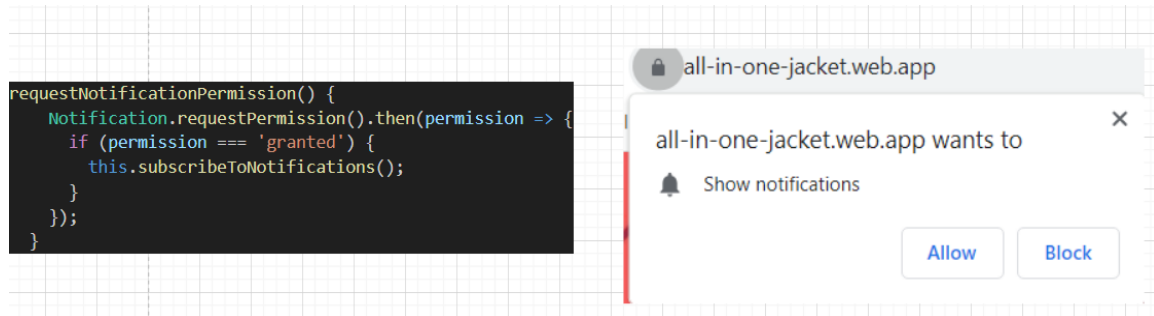 requestNotificationPermission() {
Notification.requestPermission().then(permission => {
if (permission === 'granted') {
this.subscribeToNotifications();
}
});
}
all-in-one-jacket.web.app
all-in-one-jacket.web.app wants to
Show notifications
Allow Block